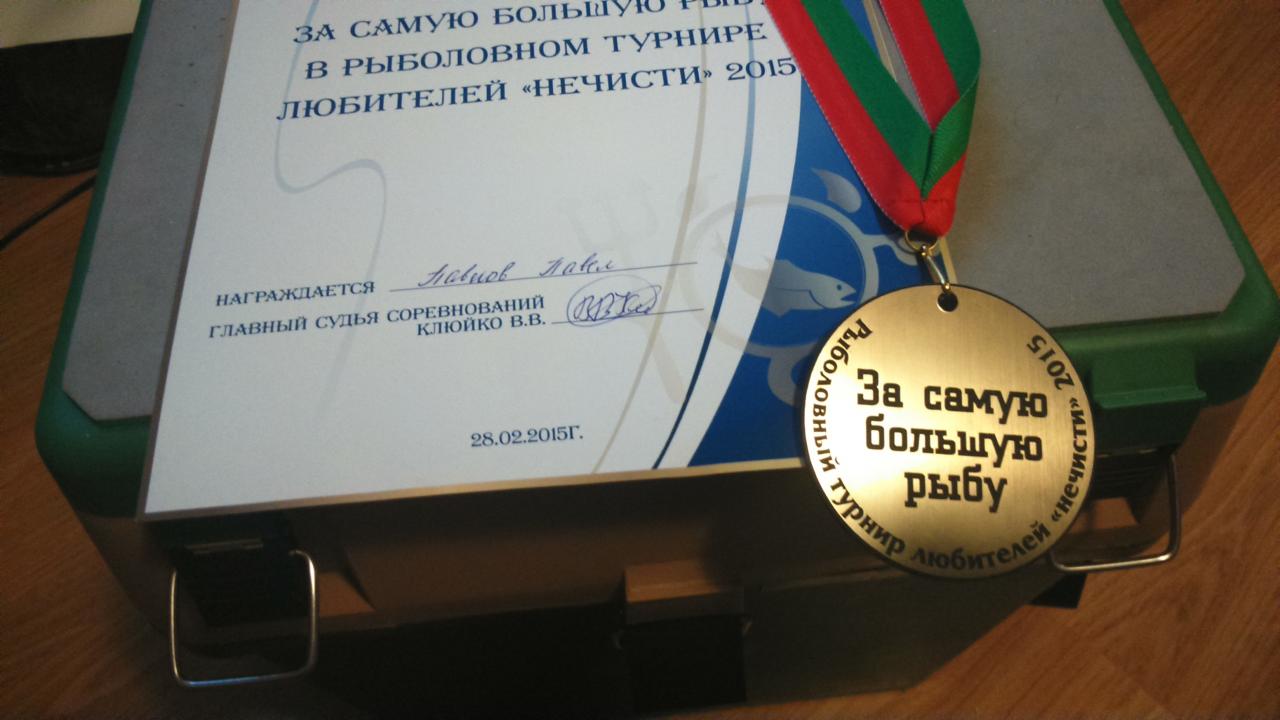 ЗА САМУЮ БОЛЬШУЮ
В РЫБОЛОВНОМ ТУРНИРЕ
ЛЮБИТЕЛЕЙ «НЕЧИСТИ» 2015
НАГРАЖДАЕТСЯ Павел
ГЛАВНЫЙ СУДЬЯ СОРЕВНОВАНИЙ
КЛЮЙКО В.В.
28.02.2015Г.
Рыболовный турнир любителей «нечисти» 2015
За самую
большую
рыбу